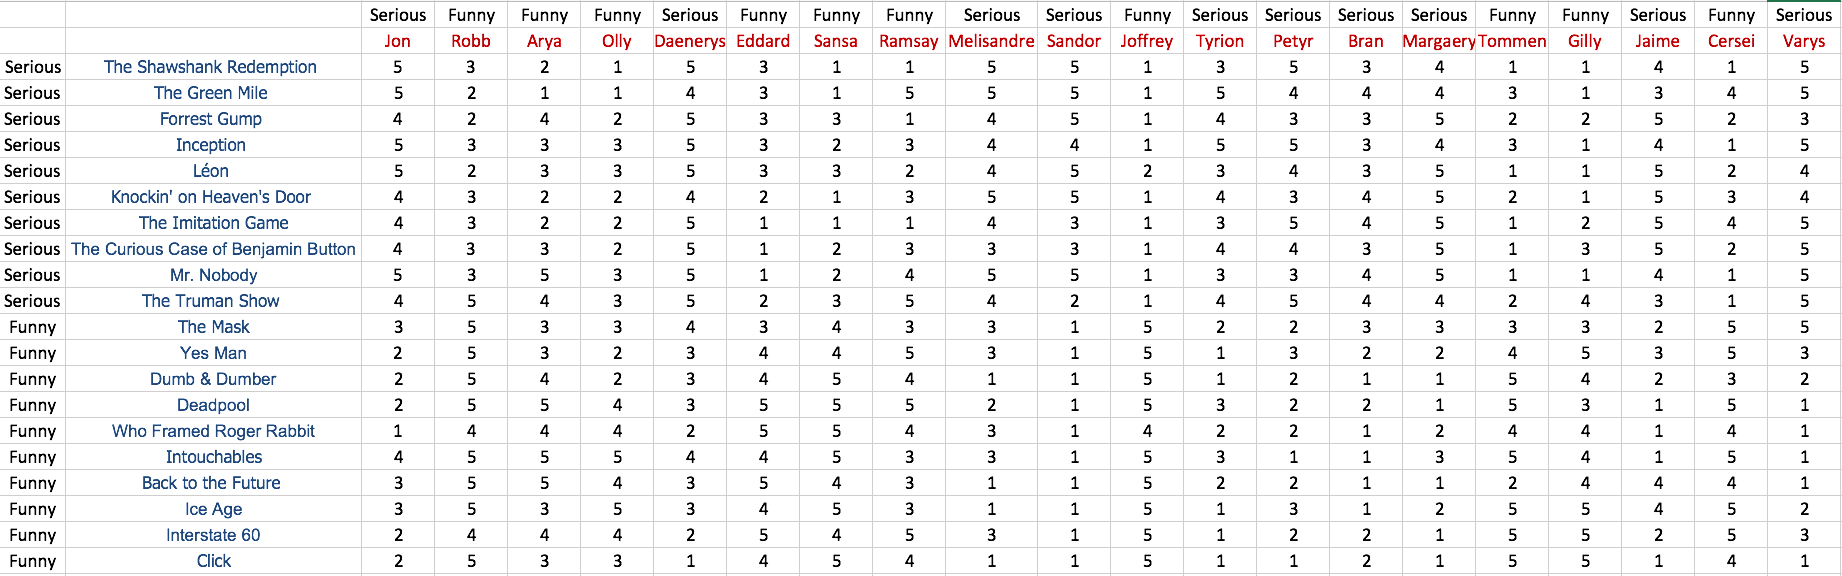 Serious Funny Funny Funny Serious Funny Funny Funny Serious Serious Funny Serious Serious Serious Serious Funny Funny Serious Funny Serious
Jon Robb Arya Olly Daenerys Eddard Sansa Ramsay Melisandre Sandor Joffrey Tyrion Petyr Bran Margaery Tommen Gilly Jaime Cersei Varys
Serious The Shawshank Redemption 5 3 2 1 5 3 1 1 5 5 1 3 5 3 4 1 1 4 1 5
Serious The Green Mile 5 2 1 1 4 3 1 5 5 5 1 5 4 4 4 3 1 3 4 5
Serious Forrest Gump 4 2 4 2 5 3 3 1 4 5 1 4 3 3 5 2 2 5 2 3
Serious Inception 5 3 3 3 5 3 2 3 4 4 1 5 5 3 4 3 1 4 1 5
Serious Léon 5 2 3 3 5 3 3 2 4 5 2 3 4 3 5 1 1 5 2 4
Serious Knockin' on Heaven's Door 4 3 2 2 4 2 1 3 5 5 1 4 3 4 5 2 1 5 3 4
Serious The Imitation Game 4 3 2 2 5 1 1 1 4 3 1 3 5 4 5 1 2 5 4 5
Serious The Curious Case of Benjamin Button 4 3 3 2 5 1 2 3 3 3 1 4 4 3 5 1 3 5 2 5
Serious Mr. Nobody 5 3 5 3 5 1 2 4 5 5 1 3 3 4 5 1 1 4 1 5
Serious The Truman Show 4 5 4 3 5 2 3 5 4 2 1 4 5 4 4 2 4 3 1 5
Funny The Mask 3 5 3 3 4 3 4 3 3 1 5 2 2 3 3 3 3 2 5 5
Funny Yes Man 2 5 3 2 3 4 4 5 3 1 5 1 3 2 2 4 5 3 5 3
Funny Dumb & Dumber 2 5 4 2 3 4 5 4 1 1 5 1 2 1 1 5 4 2 3 2
Funny Deadpool 2 5 5 4 3 5 5 5 2 1 5 3 2 2 1 5 3 1 5 1
Funny Who Framed Roger Rabbit 1 4 4 4 2 5 5 4 3 1 4 2 2 1 2 4 4 1 4 1
Funny Intouchables 4 5 5 5 4 4 5 3 3 1 5 3 1 1 3 5 4 1 5 1
Funny Back to the Future 3 5 5 4 3 5 4 3 1 1 5 2 2 1 1 2 4 4 4 1
Funny Ice Age 3 5 3 5 3 4 5 3 1 1 5 1 3 1 2 5 5 4 5 2
Funny Interstate 60 2 4 4 4 2 5 4 5 3 1 5 1 2 2 1 5 5 2 5 3
Funny Click 2 5 3 3 1 4 5 4 1 1 5 1 1 2 1 5 5 1 4 1